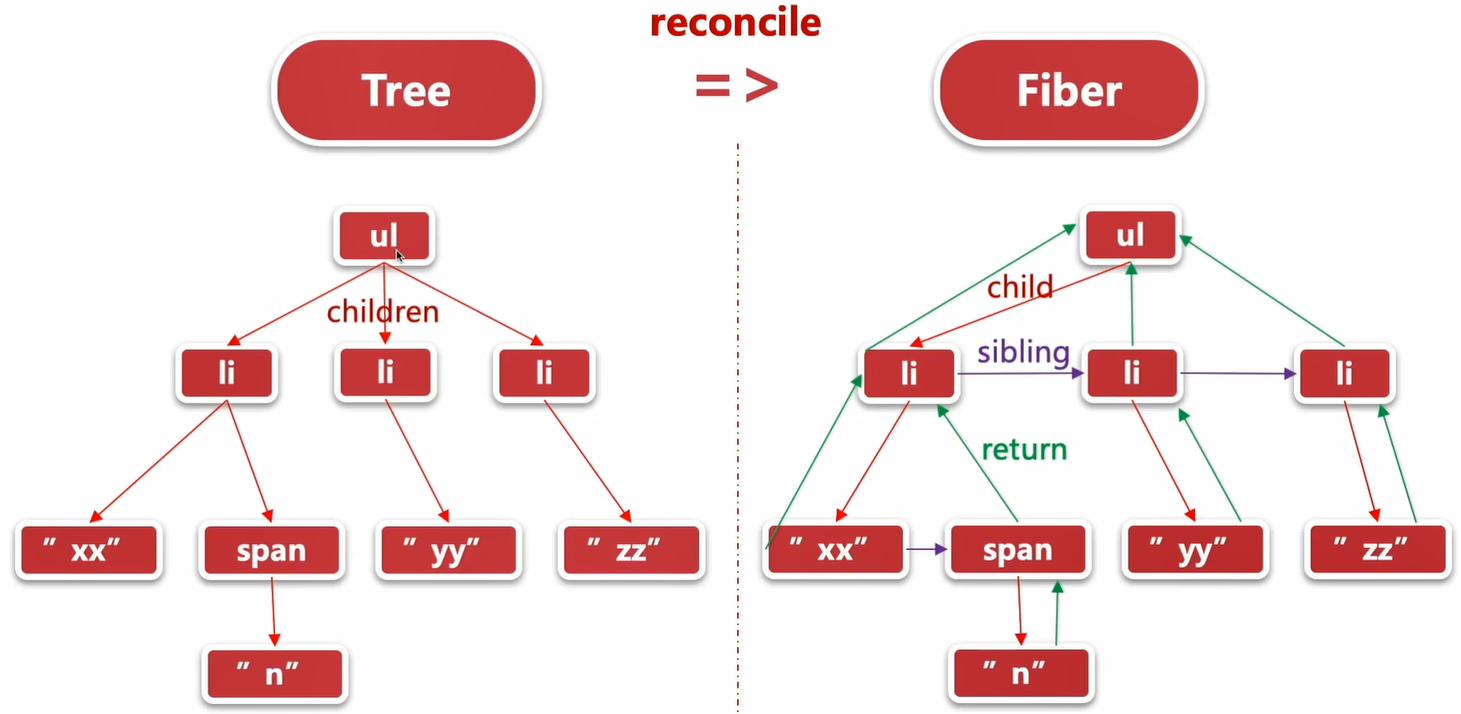 reconcile
Tree
=>
Fiber
ul
children
li
li
li
" xx"
span
" yy"
" zz"
" n"
ul
child
li
sibling
li
li
return
" xx"
span
" yy"
" zz"
" n"